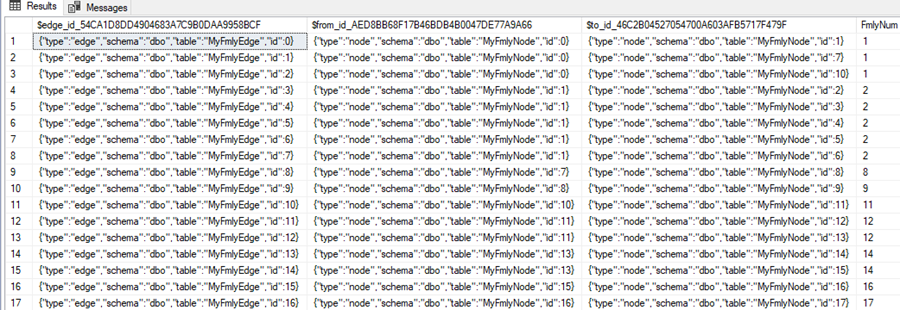 Results Messages
$edge_id_54CA1D8DD4904683A7C9B0DAA9958BCF $from_id_AED8BB68F17B46BDB4B0047DE77A9A66 $to_id_46C2B04527054700A603AFB5717F479F FmlyNum
1 {"type":"edge","schema":"dbo","table":"MyFmlyEdge","id":0} {"type":"node","schema":"dbo","table":"MyFmlyNode","id":0} {"type":"node","schema":"dbo","table":"MyFmlyNode","id":1} 1
2 {"type":"edge","schema":"dbo","table":"MyFmlyEdge","id":1} {"type":"node","schema":"dbo","table":"MyFmlyNode","id":0} {"type":"node","schema":"dbo","table":"MyFmlyNode","id":7} 1
3 {"type":"edge","schema":"dbo","table":"MyFmlyEdge","id":2} {"type":"node","schema":"dbo","table":"MyFmlyNode","id":0} {"type":"node","schema":"dbo","table":"MyFmlyNode","id":10} 1
4 {"type":"edge","schema":"dbo","table":"MyFmlyEdge","id":3} {"type":"node","schema":"dbo","table":"MyFmlyNode","id":1} {"type":"node","schema":"dbo","table":"MyFmlyNode","id":2} 2
5 {"type":"edge","schema":"dbo","table":"MyFmlyEdge","id":4} {"type":"node","schema":"dbo","table":"MyFmlyNode","id":1} {"type":"node","schema":"dbo","table":"MyFmlyNode","id":3} 2
6 {"type":"edge","schema":"dbo","table":"MyFmlyEdge","id":5} {"type":"node","schema":"dbo","table":"MyFmlyNode","id":1} {"type":"node","schema":"dbo","table":"MyFmlyNode","id":4} 2
7 {"type":"edge","schema":"dbo","table":"MyFmlyEdge","id":6} {"type":"node","schema":"dbo","table":"MyFmlyNode","id":1} {"type":"node","schema":"dbo","table":"MyFmlyNode","id":5} 2
8 {"type":"edge","schema":"dbo","table":"MyFmlyEdge","id":7} {"type":"node","schema":"dbo","table":"MyFmlyNode","id":1} {"type":"node","schema":"dbo","table":"MyFmlyNode","id":6} 2
9 {"type":"edge","schema":"dbo","table":"MyFmlyEdge","id":8} {"type":"node","schema":"dbo","table":"MyFmlyNode","id":7} {"type":"node","schema":"dbo","table":"MyFmlyNode","id":8} 8
10 {"type":"edge","schema":"dbo","table":"MyFmlyEdge","id":9} {"type":"node","schema":"dbo","table":"MyFmlyNode","id":8} {"type":"node","schema":"dbo","table":"MyFmlyNode","id":9} 9
11 {"type":"edge","schema":"dbo","table":"MyFmlyEdge","id":10} {"type":"node","schema":"dbo","table":"MyFmlyNode","id":10} {"type":"node","schema":"dbo","table":"MyFmlyNode","id":11} 11
12 {"type":"edge","schema":"dbo","table":"MyFmlyEdge","id":11} {"type":"node","schema":"dbo","table":"MyFmlyNode","id":11} {"type":"node","schema":"dbo","table":"MyFmlyNode","id":12} 12
13 {"type":"edge","schema":"dbo","table":"MyFmlyEdge","id":12} {"type":"node","schema":"dbo","table":"MyFmlyNode","id":11} {"type":"node","schema":"dbo","table":"MyFmlyNode","id":13} 12
14 {"type":"edge","schema":"dbo","table":"MyFmlyEdge","id":13} {"type":"node","schema":"dbo","table":"MyFmlyNode","id":13} {"type":"node","schema":"dbo","table":"MyFmlyNode","id":14} 14
15 {"type":"edge","schema":"dbo","table":"MyFmlyEdge","id":14} {"type":"node","schema":"dbo","table":"MyFmlyNode","id":13} {"type":"node","schema":"dbo","table":"MyFmlyNode","id":15} 14
16 {"type":"edge","schema":"dbo","table":"MyFmlyEdge","id":15} {"type":"node","schema":"dbo","table":"MyFmlyNode","id":15} {"type":"node","schema":"dbo","table":"MyFmlyNode","id":16} 16
17 {"type":"edge","schema":"dbo","table":"MyFmlyEdge","id":16} {"type":"node","schema":"dbo","table":"MyFmlyNode","id":16} {"type":"node","schema":"dbo","table":"MyFmlyNode","id":17} 17